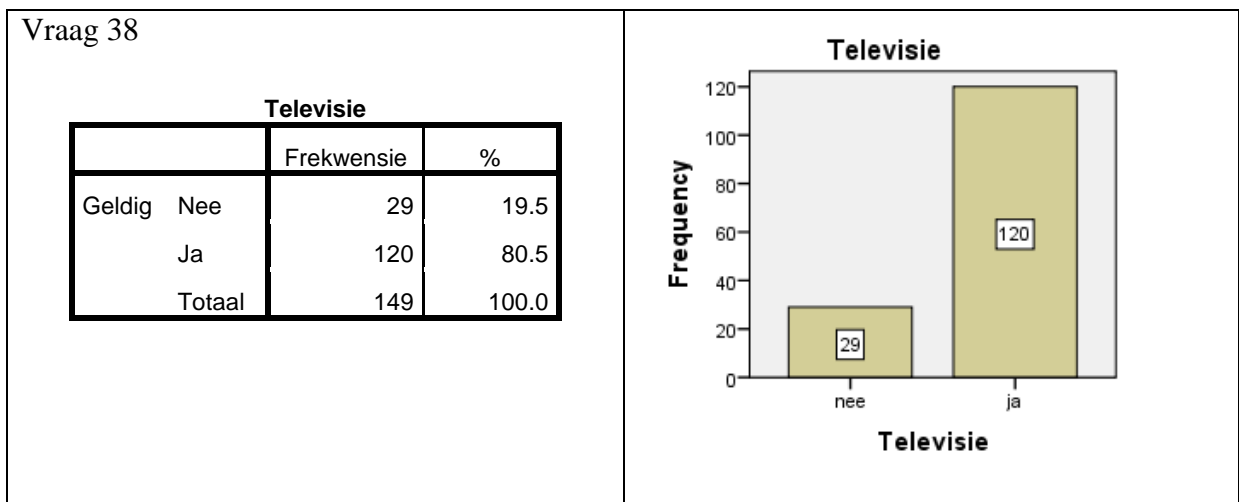 Vraag 38
Televisie
Frekwensie %
Geldig Nee 29 19.5
Ja 120 80.5
Totaal 149 100.0
Televisie
Frequency
120
100
80
60
40
20
0
29
120
nee ja
Televisie